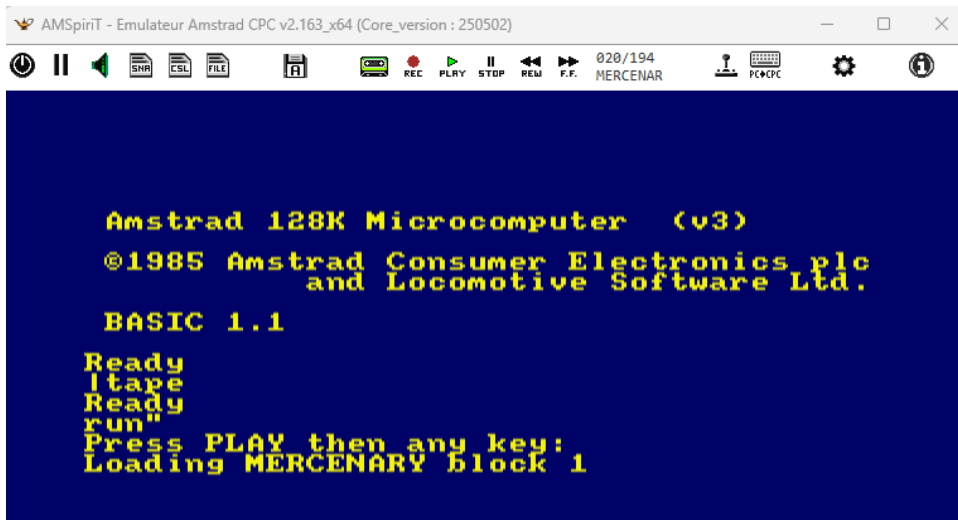 AMSpiriT - Emulateur Amstrad CPC v2.163_x64 (Core_version : 250502)
SNA CSL FILE A REC PLAY STOP REW F.F. 020/194 MERCENAR PC↔CPC
Amstrad 128K Microcomputer (v3)
©1985 Amstrad Consumer Electronics plc
and Locomotive Software Ltd.
BASIC 1.1
Ready
|tape
Ready
run"
Press PLAY then any key:
Loading MERCENARY block 1